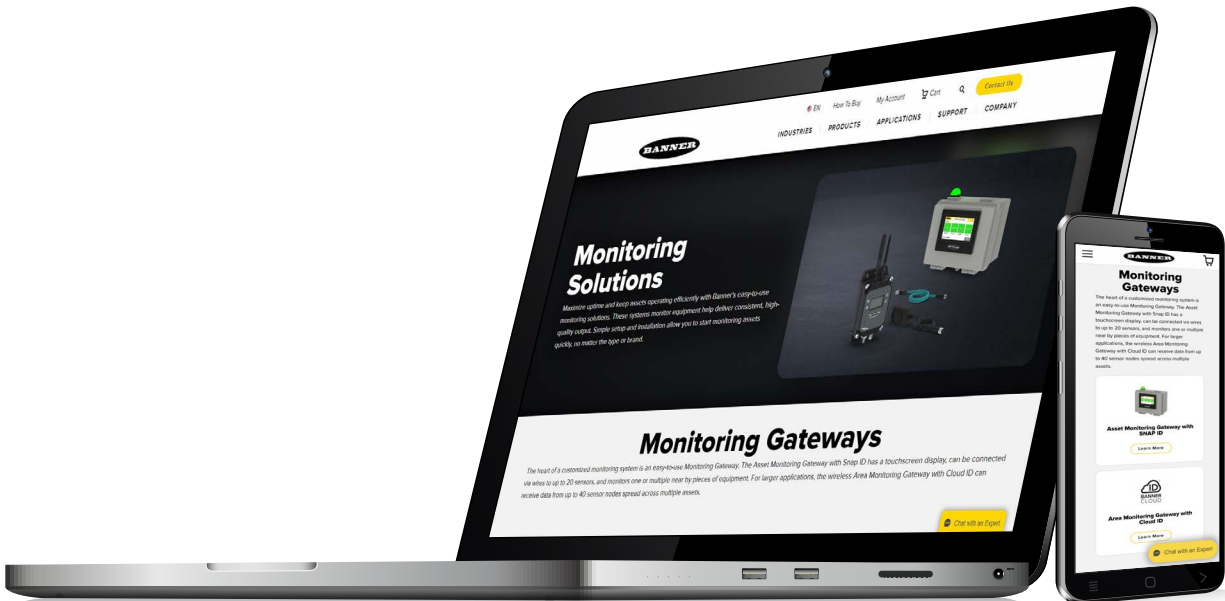 EN
How To Buy
My Account
Cart
Contact Us
BANNER
INDUSTRIES
PRODUCTS
APPLICATIONS
SUPPORT
COMPANY
Monitoring
Solutions
Maximize uptime and keep assets operating efficiently with Banner's easy-to-use
monitoring solutions. These systems monitor equipment help deliver consistent, high-
quality output. Simple setup and installation allow you to start monitoring assets
quickly, no matter the type or brand.
Monitoring Gateways
The heart of a customized monitoring system is an easy-to-use Monitoring Gateway. The Asset Monitoring Gateway with Snap ID has a touchscreen display, can be connected
via wires to up to 20 sensors, and monitors one or multiple near by pieces of equipment. For larger applications, the wireless Area Monitoring Gateway with Cloud ID can
receive data from up to 40 sensor nodes spread across multiple assets.
Chat with an Expert
BANNER
Monitoring
Gateways
The heart of a customized monitoring system is
an easy-to-use Monitoring Gateway. The Asset
Monitoring Gateway with Snap ID has a
touchscreen display, can be connected via wires
to up to 20 sensors, and monitors one or multiple
near by pieces of equipment. For larger
applications, the wireless Area Monitoring
Gateway with Cloud ID can receive data from up
to 40 sensor nodes spread across multiple
assets.
Asset Monitoring Gateway with
SNAP ID
Learn More
ID
BANNER
CLOUD
Area Monitoring Gateway with
Cloud ID
Learn More
Chat with an Expert